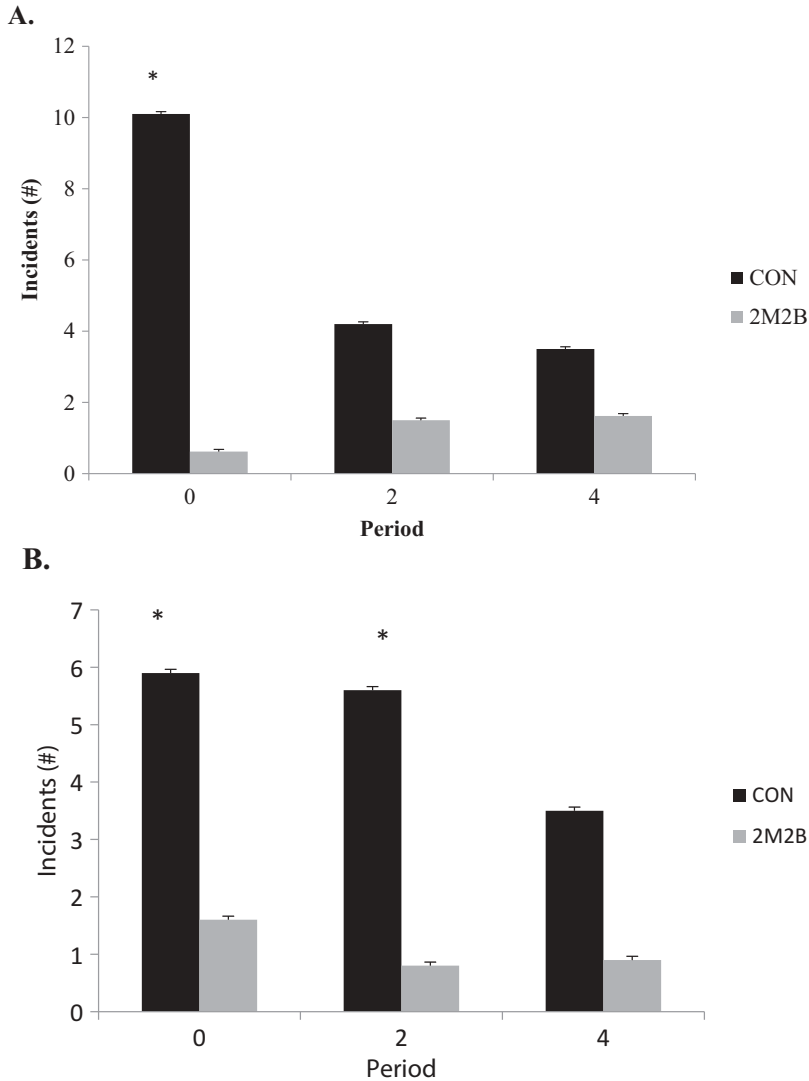 A.
12
*
10
8
6
4
2
0
Incidents (#)
CON
2M2B
0 2 4
Period
B.
7
* *
6
5
4
3
2
1
0
Incidents (#)
CON
2M2B
0 2 4
Period